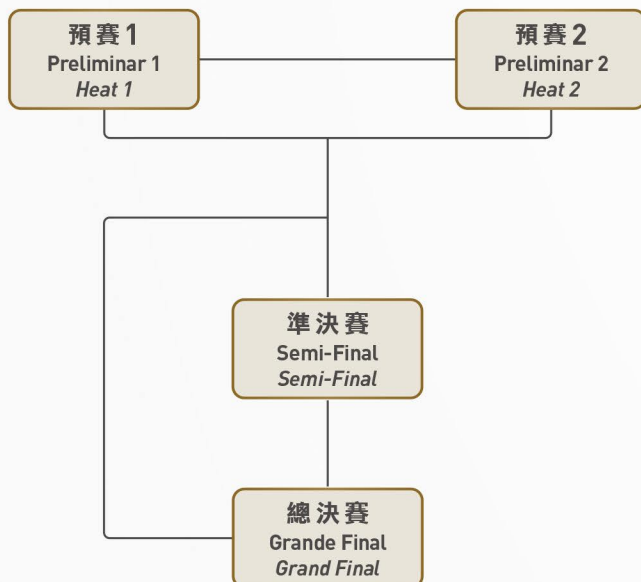 預賽1
Preliminar 1
Heat 1
預賽2
Preliminar 2
Heat 2
準決賽
Semi-Final
Semi-Final
總決賽
Grande Final
Grand Final